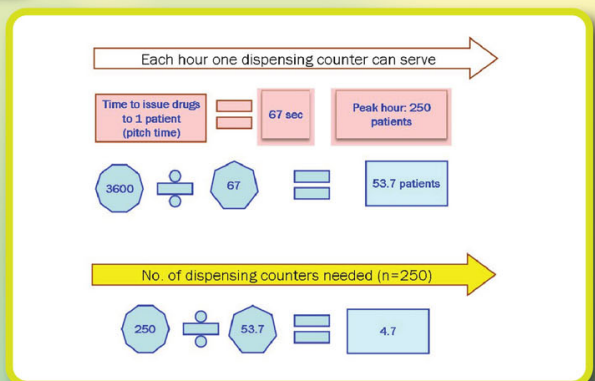 Each hour one dispensing counter can serve
Time to issue drugs
to 1 patient
(pitch time)
67 sec
Peak hour: 250
patients
3600
67
53.7 patients
No. of dispensing counters needed (n=250)
250
53.7
4.7